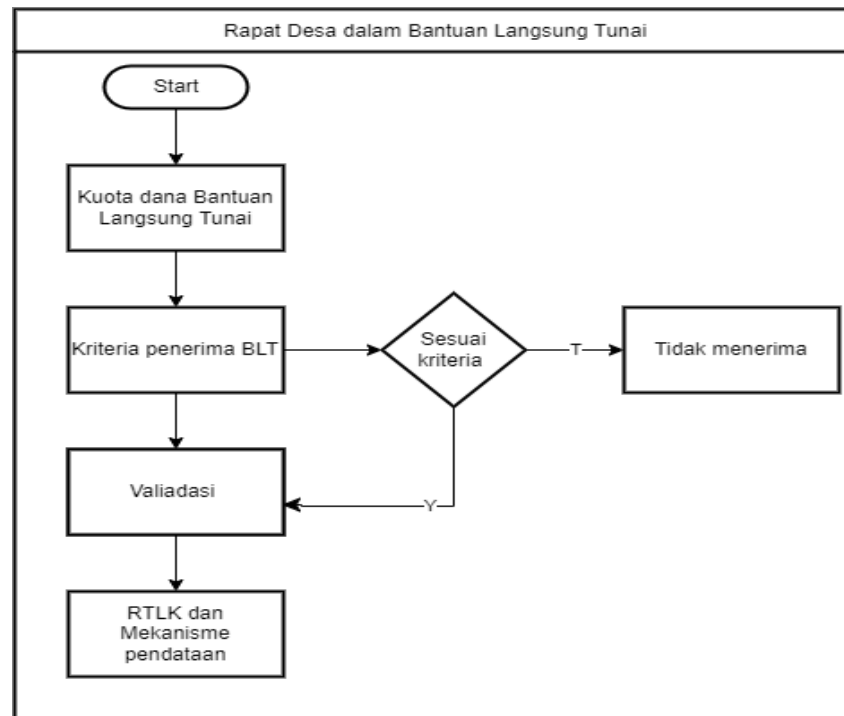 Rapat Desa dalam Bantuan Langsung Tunai
Start
Kuota dana Bantuan
Langsung Tunai
Kriteria penerima BLT
Sesuai
kriteria
T
Tidak menerima
Valiadasi
Y
RTLK dan
Mekanisme
pendataan